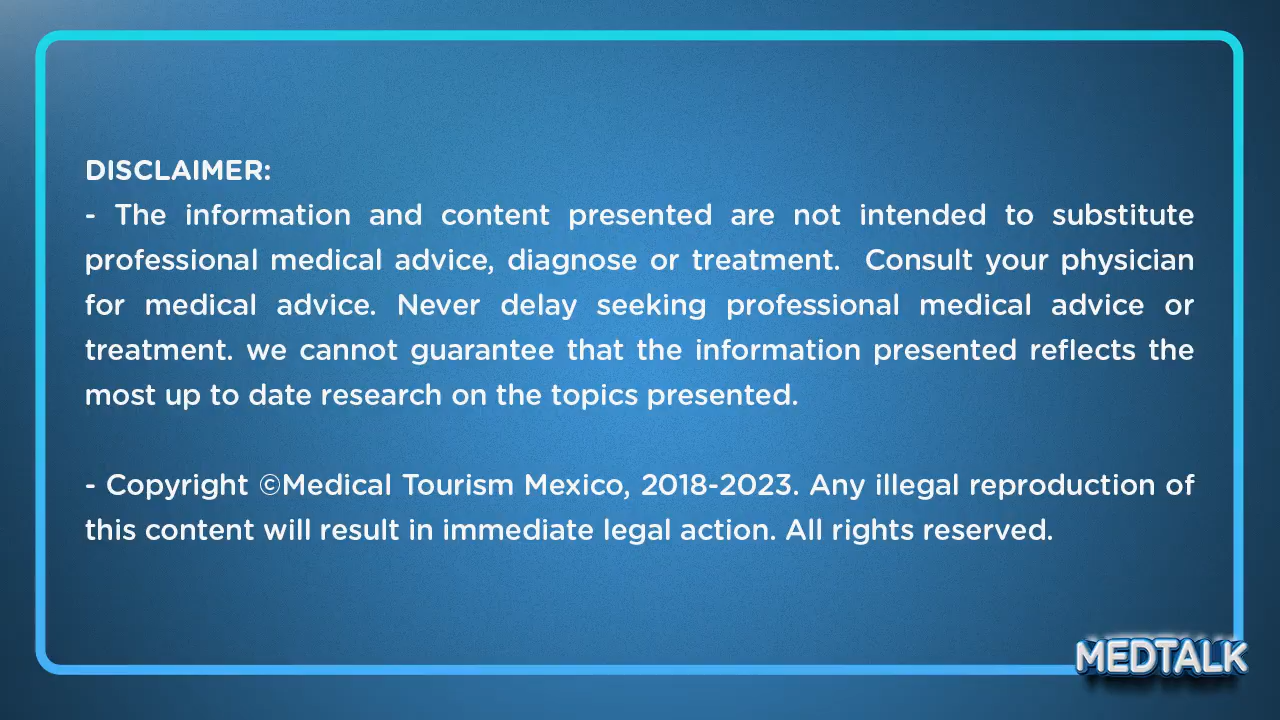 DISCLAIMER:
- The information and content presented are not intended to substitute
professional medical advice, diagnose or treatment.  Consult your physician
for medical advice. Never delay seeking professional medical advice or
treatment. we cannot guarantee that the information presented reflects the
most up to date research on the topics presented.
- Copyright ©Medical Tourism Mexico, 2018-2023. Any illegal reproduction of
this content will result in immediate legal action. All rights reserved.
MEDTALK